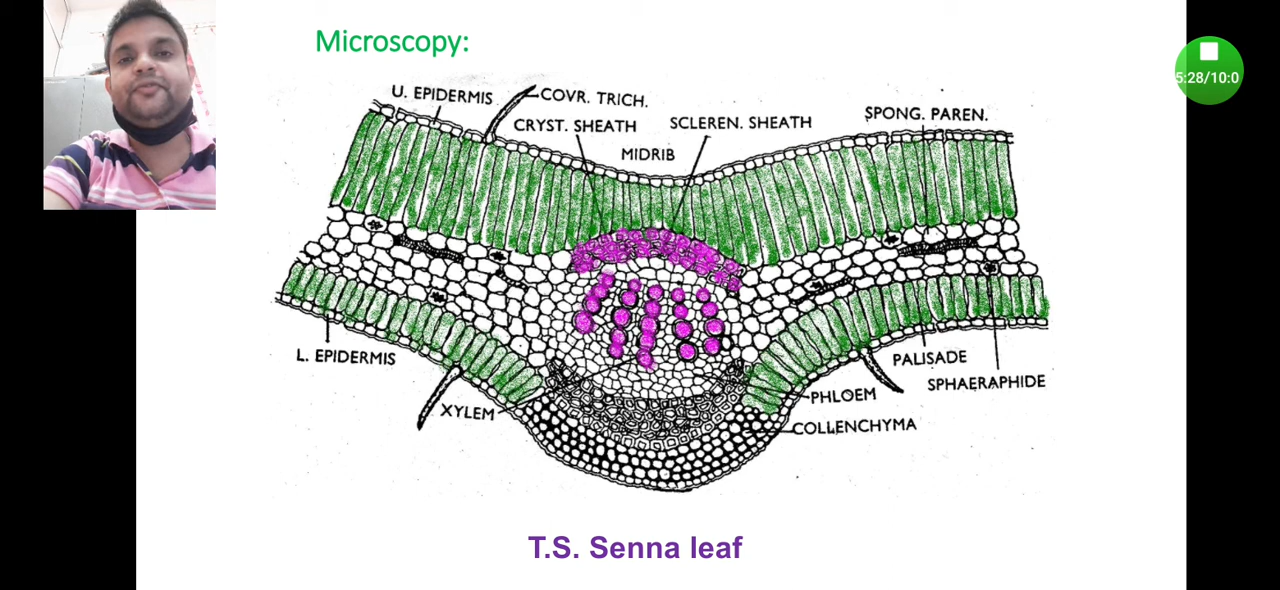 Microscopy:
5:28/10:0
U. EPIDERMIS
COVR. TRICH.
CRYST. SHEATH
SCLEREN. SHEATH
SPONG. PAREN.
MIDRIB
L. EPIDERMIS
PALISADE
SPHAERAPHIDE
XYLEM
PHLOEM
COLLENCHYMA
T.S. Senna leaf